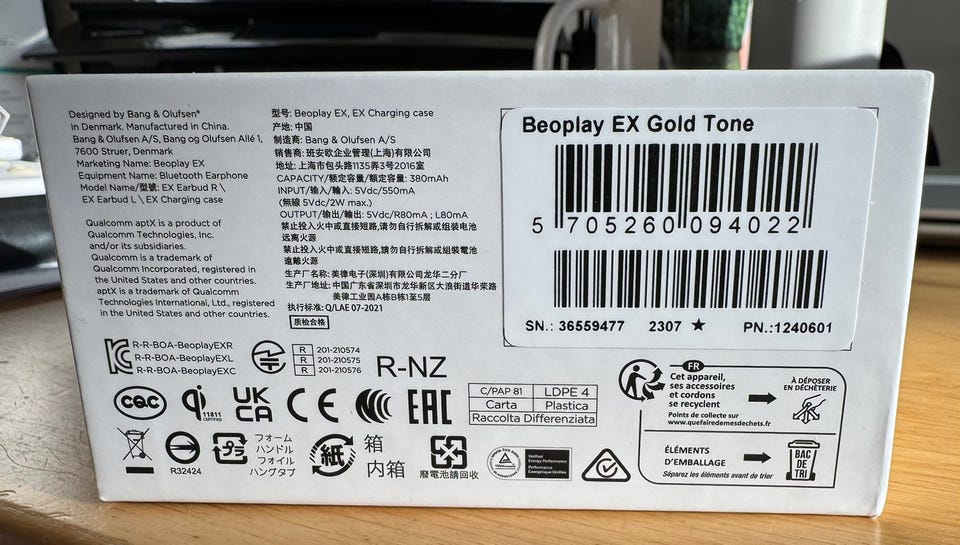 Designed by Bang & Olufsen®
in Denmark. Manufactured in China.
Bang & Olufsen A/S, Bang og Olufsen Allé 1,
7600 Struer, Denmark
Marketing Name: Beoplay EX
Equipment Name: Bluetooth Earphone
Model Name/型號: EX Earbud R \
EX Earbud L \ EX Charging case
Qualcomm aptX is a product of
Qualcomm Technologies, Inc.
and/or its subsidiaries.
Qualcomm is a trademark of
Qualcomm Incorporated, registered in
the United States and other countries.
aptX is a trademark of Qualcomm
Technologies International, Ltd., registered
in the United States and other countries.
型号: Beoplay EX, EX Charging case
产地: 中国
制造商: Bang & Olufsen A/S
销售商: 班安欧企业管理(上海)有限公司
地址: 上海市包头路1135弄3号2016室
CAPACITY/额定容量/額定容量: 380mAh
INPUT/输入/輸入: 5Vdc/550mA
(無線 5Vdc/2W max.)
OUTPUT/输出/輸出: 5Vdc/R80mA ; L80mA
禁止投入火中或直接短路,请勿自行拆解或组装电池
远离火源
禁止投入火中或直接短路,請勿自行拆解或組裝電池
遠離火源
生产厂名称: 美律电子(深圳)有限公司龙华二分厂
生产厂地址: 中国广东省深圳市龙华区大浪街道华荣路
美律工业园A栋B栋1至5层
执行标准: Q/LAE 07-2021
质检合格
Beoplay EX Gold Tone
5 705260 094022
SN.: 36559477 2307 ★ PN.:1240601
R-R-BOA-BeoplayEXR
R-R-BOA-BeoplayEXL
R-R-BOA-BeoplayEXC
R 201-210574
R 201-210575
R 201-210576
R-NZ
CQC
qi
11811
CERTIFIED
UK
CA
CE
EAC
C/PAP 81 LDPE 4
Carta Plastica
Raccolta Differenziata
R32424
プラ
フォーム
ハンドル
フォイル
ハングタブ
紙
箱
内箱
廢電池請回收
Verified
Energy Performance
Performance
Énergétique Vérifiée
FR
Cet appareil,
ses accessoires
et cordons
se recyclent
Points de collecte sur
www.quefairedemesdechets.fr
À DÉPOSER
EN DÉCHÈTERIE
ÉLÉMENTS
D'EMBALLAGE
Séparez les éléments avant de trier
BAC
DE
TRI